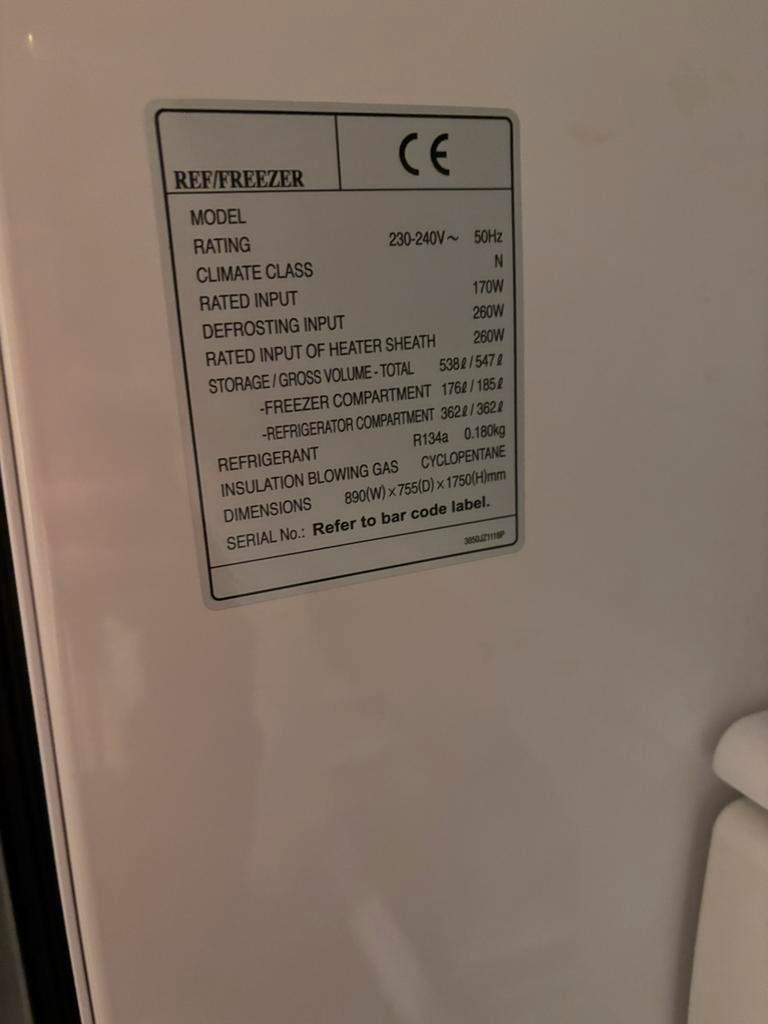 CE
REF/FREEZER
MODEL
RATING 230-240V~ 50Hz
CLIMATE CLASS N
RATED INPUT 170W
DEFROSTING INPUT 260W
RATED INPUT OF HEATER SHEATH 260W
STORAGE / GROSS VOLUME - TOTAL 538ℓ / 547ℓ
-FREEZER COMPARTMENT 176ℓ / 185ℓ
-REFRIGERATOR COMPARTMENT 362ℓ / 362ℓ
REFRIGERANT R134a 0.180kg
INSULATION BLOWING GAS CYCLOPENTANE
DIMENSIONS 890(W) × 755(D) × 1750(H)mm
SERIAL No.: Refer to bar code label.